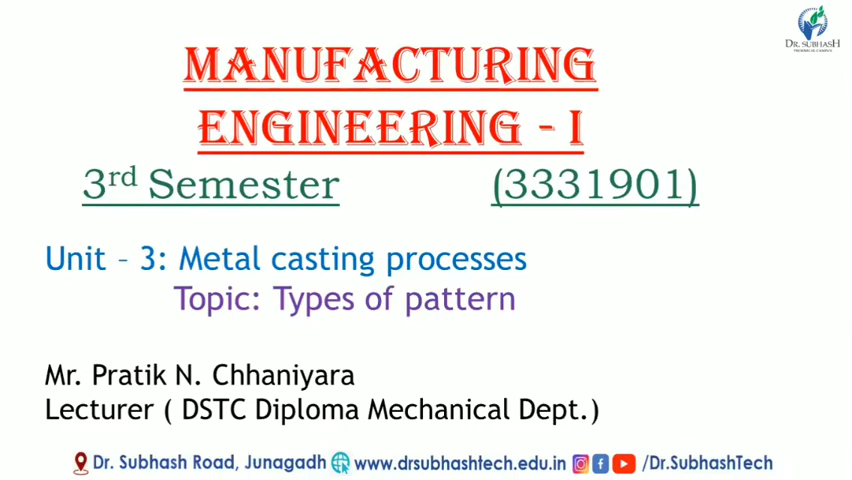 DR. SUBHASH
MANUFACTURING
ENGINEERING - I
3rd Semester (3331901)
Unit – 3: Metal casting processes
Topic: Types of pattern
Mr. Pratik N. Chhaniyara
Lecturer ( DSTC Diploma Mechanical Dept.)
Dr. Subhash Road, Junagadh www.drsubhashtech.edu.in /Dr.SubhashTech